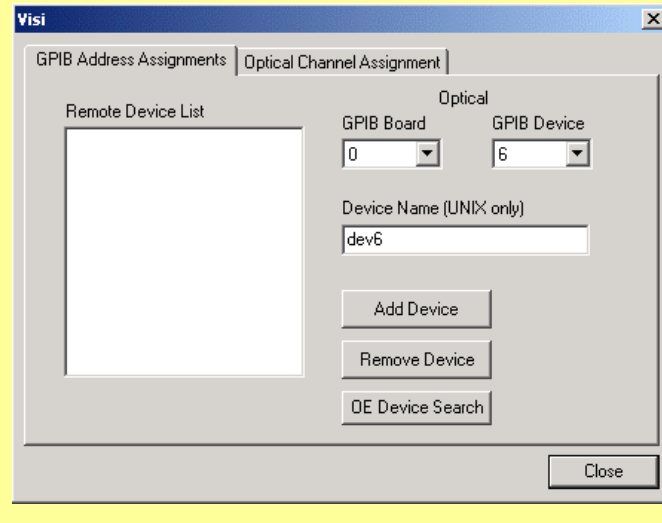 Visi
GPIB Address Assignments
Optical Channel Assignment
Remote Device List
Optical
GPIB Board
GPIB Device
0
6
Device Name (UNIX only)
dev6
Add Device
Remove Device
OE Device Search
Close